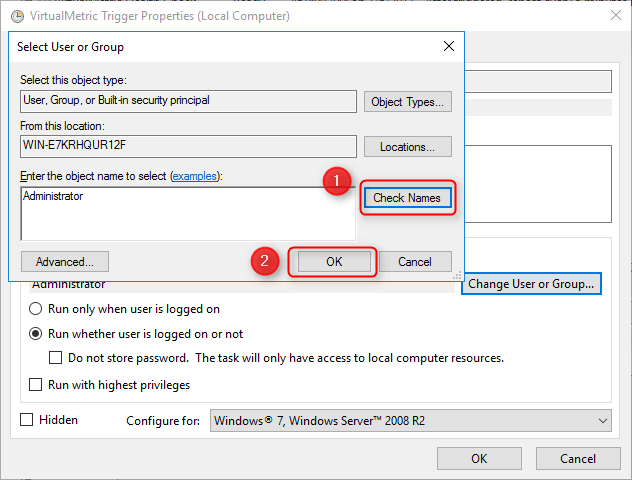 VirtualMetric Trigger Properties (Local Computer)
Select User or Group
Select this object type:
User, Group, or Built-in security principal
Object Types...
From this location:
WIN-E7KRHQUR12F
Locations...
Enter the object name to select (examples):
1
Administrator
Check Names
2
Advanced...
OK
Cancel
Administrator
Change User or Group...
Run only when user is logged on
Run whether user is logged on or not
Do not store password. The task will only have access to local computer resources.
Run with highest privileges
Hidden
Configure for:
Windows® 7, Windows Server™ 2008 R2
OK
Cancel